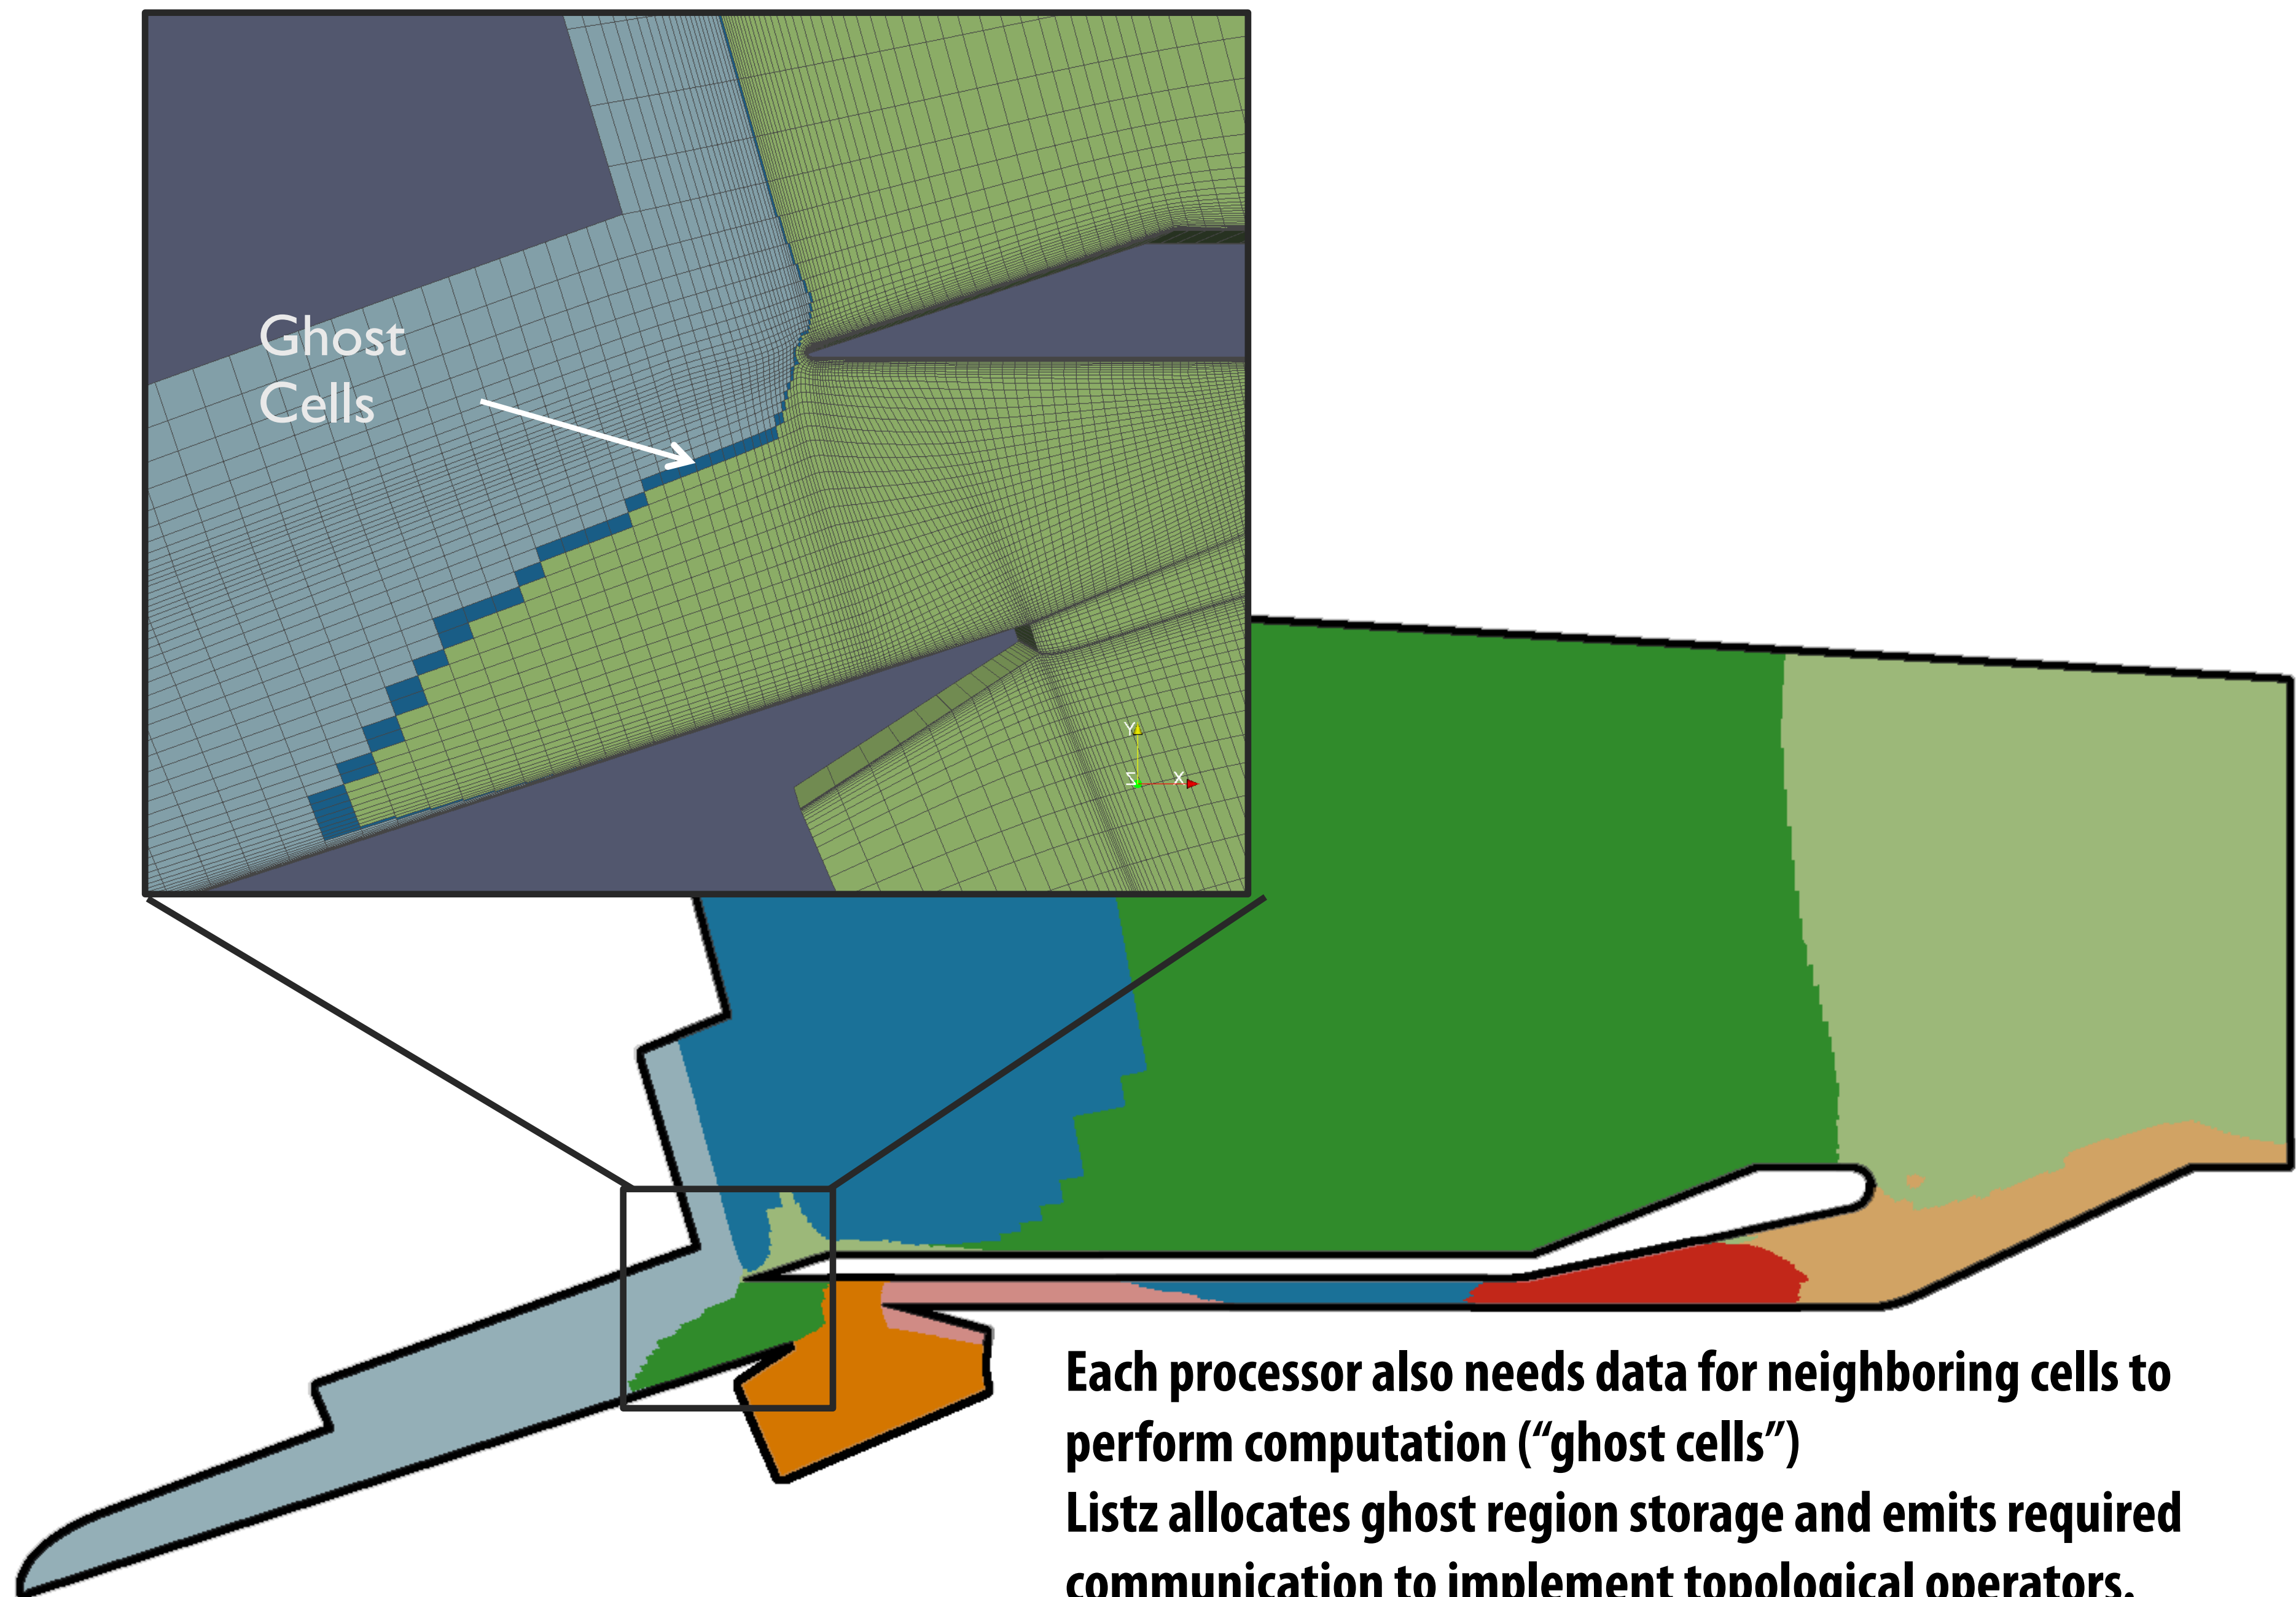 Ghost
Cells
Y
Z
X
Each processor also needs data for neighboring cells to
perform computation (“ghost cells”)
Listz allocates ghost region storage and emits required
communication to implement topological operators.